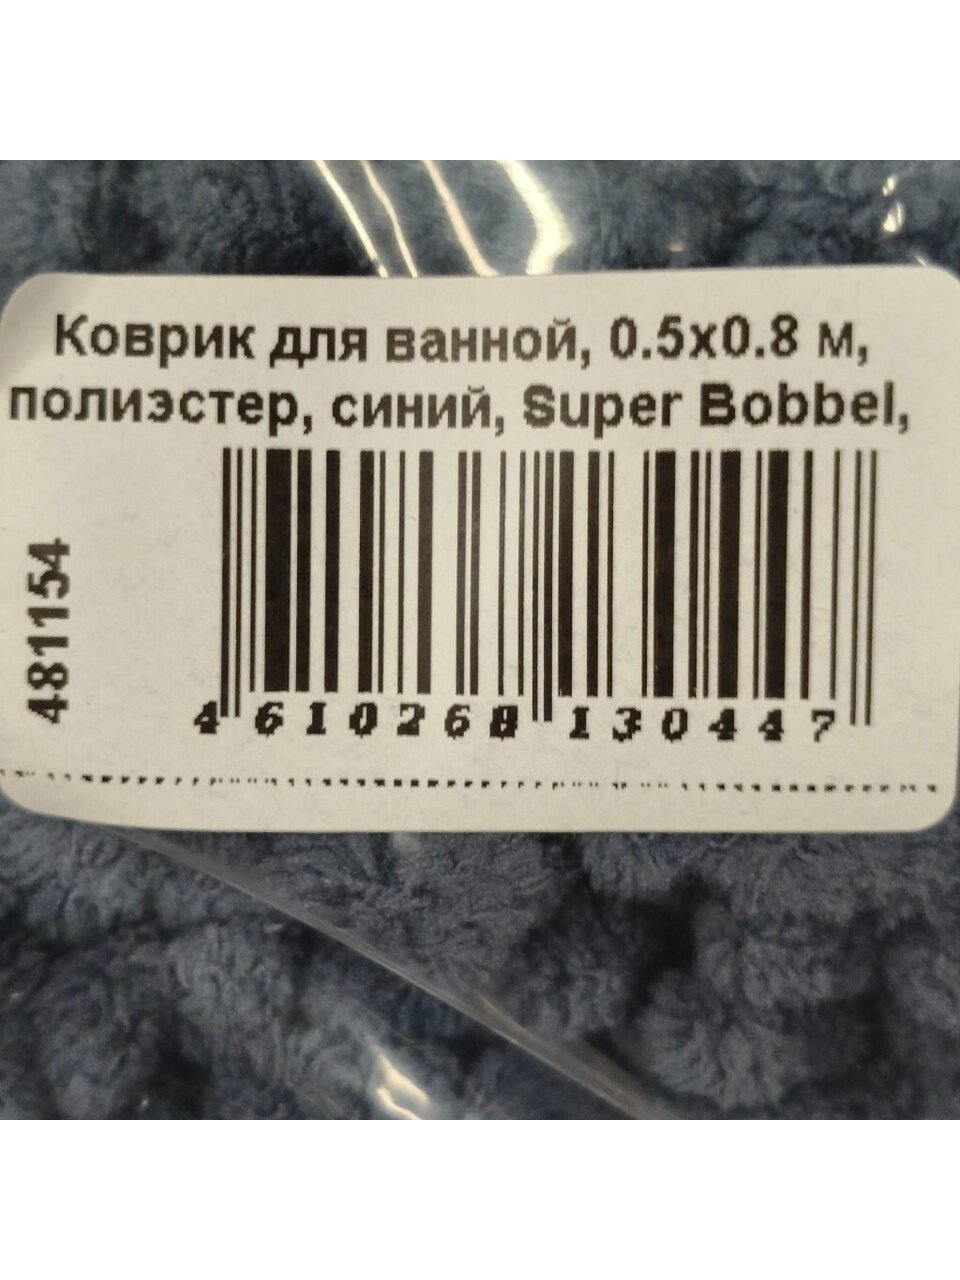 Коврик для ванной, 0.5x0.8 м,
полиэстер, синий, Super Bobbel,
481154
4 610268 130447